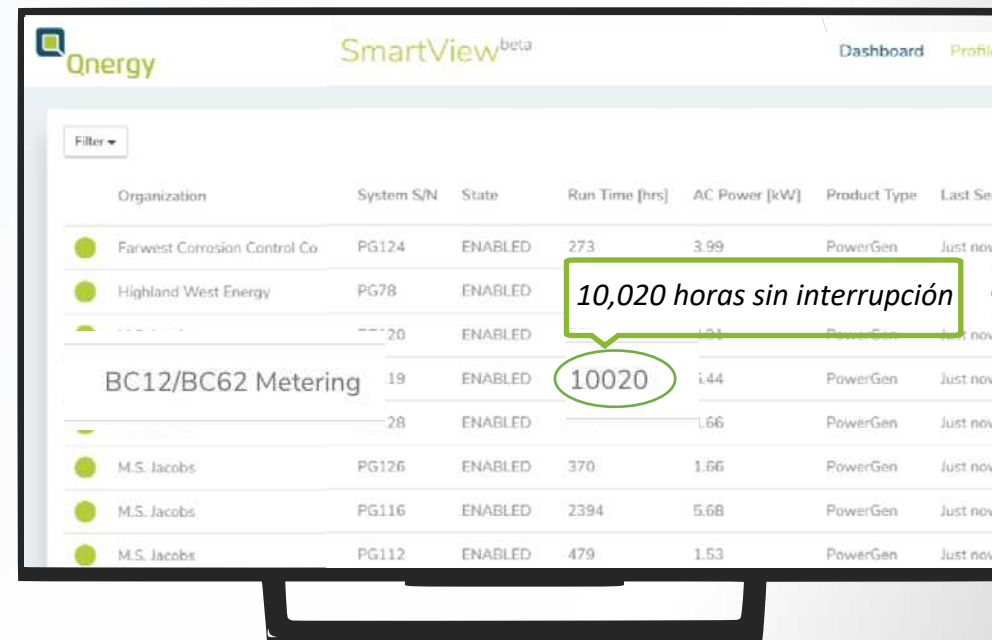 Qnergy
SmartView beta
Dashboard
Filter
Organization System S/N State Run Time [hrs] AC Power [kW] Product Type Last
Farwest Corrosion Control Co PG124 ENABLED 273 3.99 PowerGen Just now
Highland West Energy PG78 ENABLED
10,020 horas sin interrupción
20 ENABLED PowerGen
BC12/BC62 Metering 19 ENABLED 10020 .44 PowerGen Just now
28 ENABLED .66 PowerGen Just now
M.S. Jacobs PG126 ENABLED 370 1.66 PowerGen Just now
M.S. Jacobs PG116 ENABLED 2394 5.68 PowerGen Just now
M.S. Jacobs PG112 ENABLED 479 1.53 PowerGen Just now